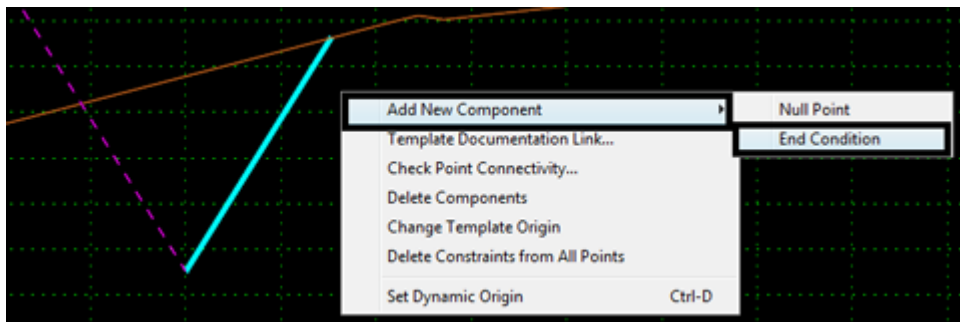 Add New Component
Null Point
Template Documentation Link...
End Condition
Check Point Connectivity...
Delete Components
Change Template Origin
Delete Constraints from All Points
Set Dynamic Origin Ctrl-D